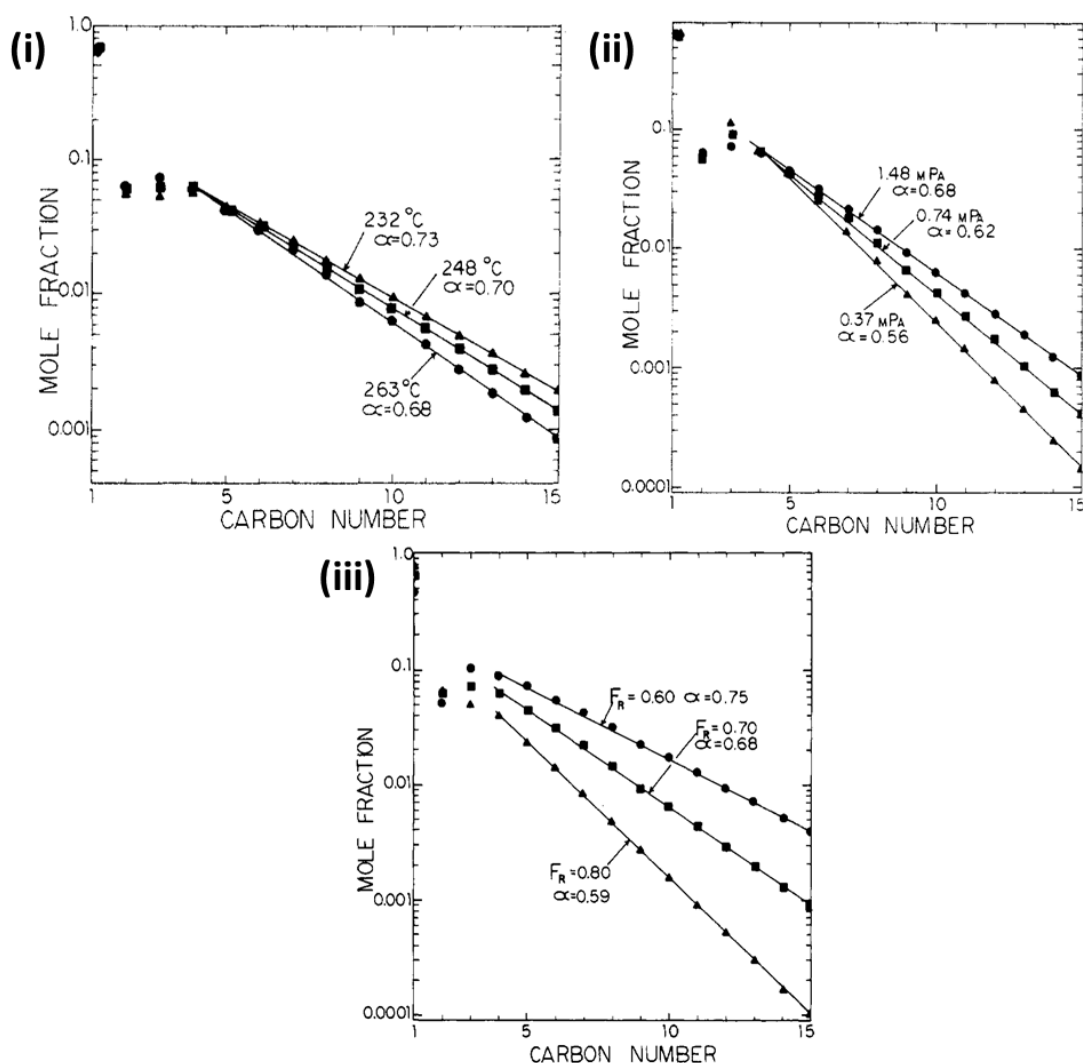 (i)
1.0
0.1
0.01
0.001
MOLE FRACTION
232 °C
α=0.73
248 °C
α=0.70
263°C
α=0.68
1
5
10
15
CARBON NUMBER
(ii)
0.1
0.01
0.001
0.0001
MOLE FRACTION
1.48 MPA
α=0.68
0.74 MPA
α=0.62
0.37 MPA
α=0.56
1
5
10
15
CARBON NUMBER
(iii)
1.0
0.1
0.01
0.001
0.0001
MOLE FRACTION
FR=0.60 α=0.75
FR=0.70
α=0.68
FR=0.80
α=0.59
1
5
10
15
CARBON NUMBER